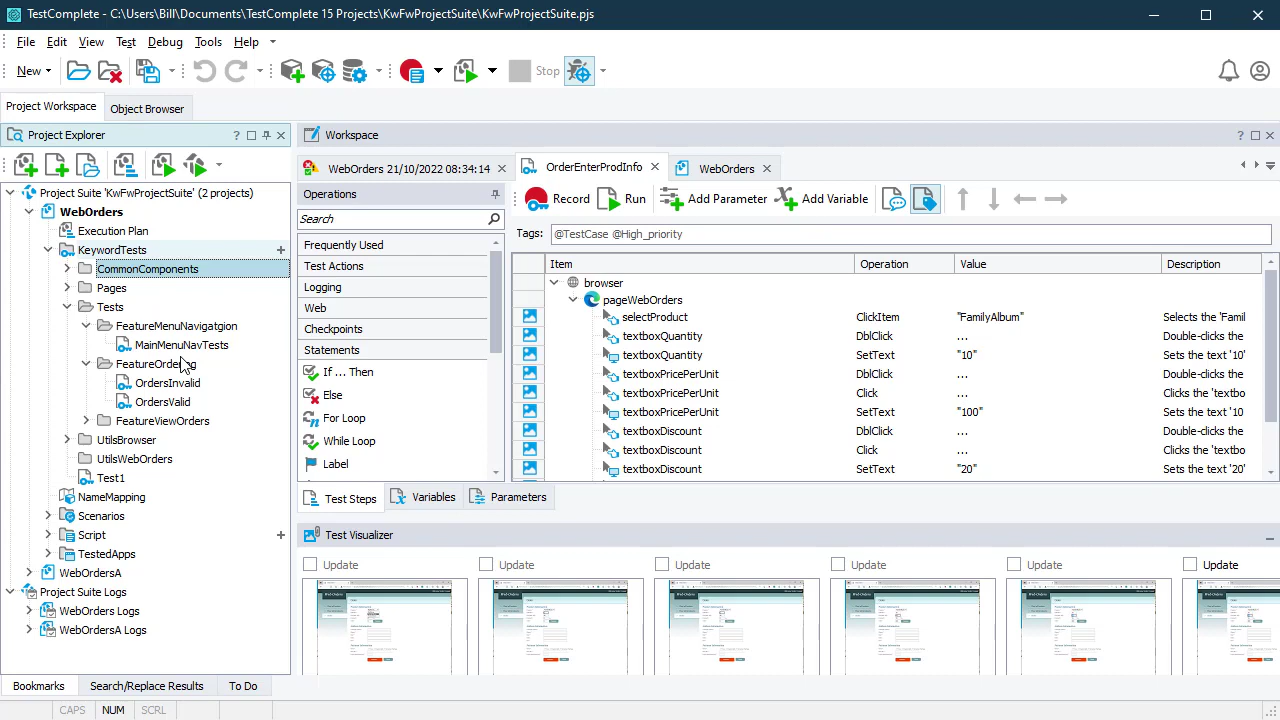 TestComplete - C:\Users\Bill\Documents\TestComplete 15 Projects\KwFwProjectSuite\KwFwProjectSuite.pjs
File Edit View Test Debug Tools Help
New Stop
Project Workspace Object Browser
Project Explorer
Project Suite 'KwFwProjectSuite' (2 projects)
WebOrders
Execution Plan
KeywordTests
CommonComponents
Pages
Tests
FeatureMenuNavigatgion
MainMenuNavTests
FeatureOrdering
OrdersInvalid
OrdersValid
FeatureViewOrders
UtilsBrowser
UtilsWebOrders
Test1
NameMapping
Scenarios
Script
TestedApps
WebOrdersA
Project Suite Logs
WebOrders Logs
WebOrdersA Logs
Workspace
WebOrders 21/10/2022 08:34:14 OrderEnterProdInfo WebOrders
Operations
Search
Frequently Used
Test Actions
Logging
Web
Checkpoints
Statements
If ... Then
Else
For Loop
While Loop
Label
Record Run Add Parameter Add Variable
Tags: @TestCase @High_priority
Item Operation Value Description
browser
pageWebOrders
selectProduct ClickItem "FamilyAlbum" Selects the 'Famil
textboxQuantity DblClick ... Double-clicks the
textboxQuantity SetText "10" Sets the text '10'
textboxPricePerUnit DblClick ... Double-clicks the
textboxPricePerUnit Click ... Clicks the 'textbo
textboxPricePerUnit SetText "100" Sets the text '10
textboxDiscount DblClick ... Double-clicks the
textboxDiscount Click ... Clicks the 'textbo
textboxDiscount SetText "20" Sets the text '20'
Test Steps Variables Parameters
Test Visualizer
Update Update Update Update Update Update
Bookmarks Search/Replace Results To Do
CAPS NUM SCRL